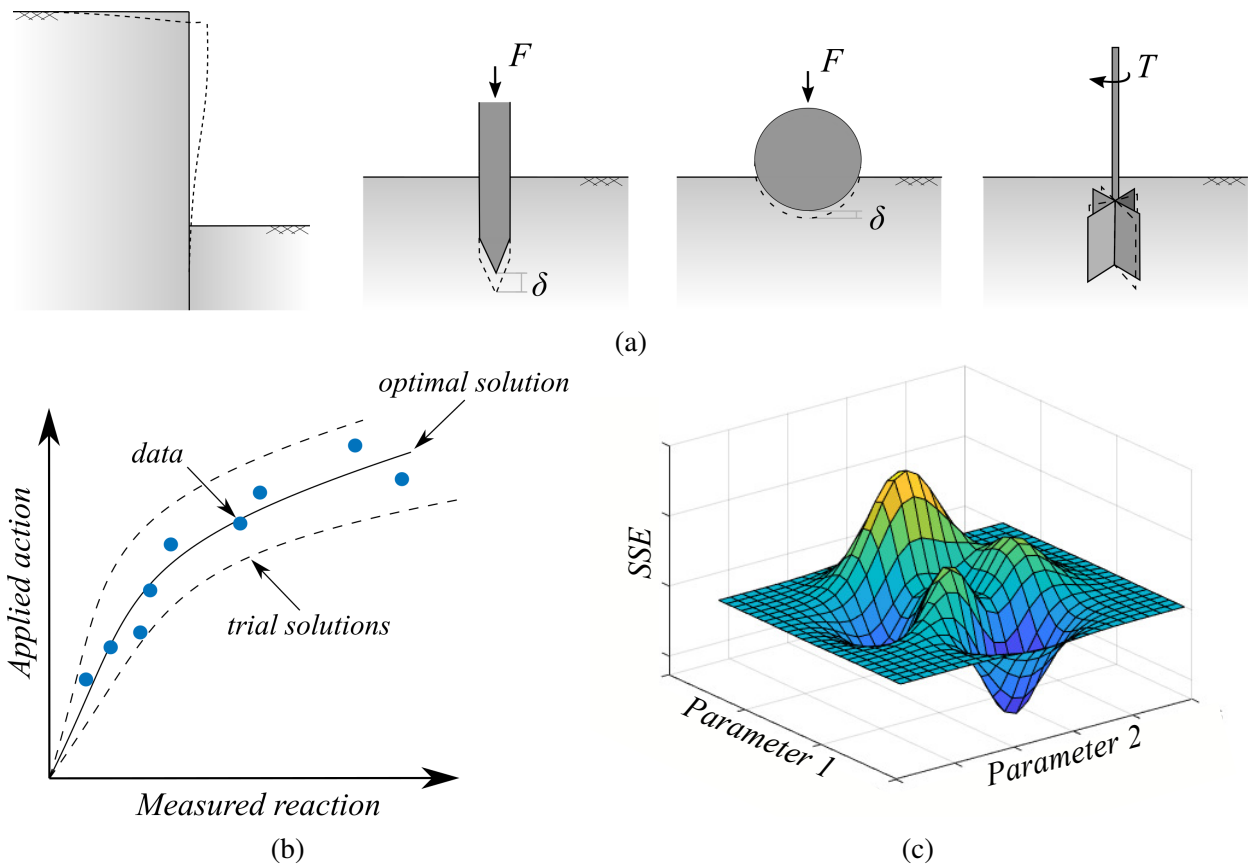 F
F
T
δ
δ
(a)
optimal solution
data
trial solutions
Applied action
Measured reaction
(b)
SSE
Parameter 1
Parameter 2
(c)